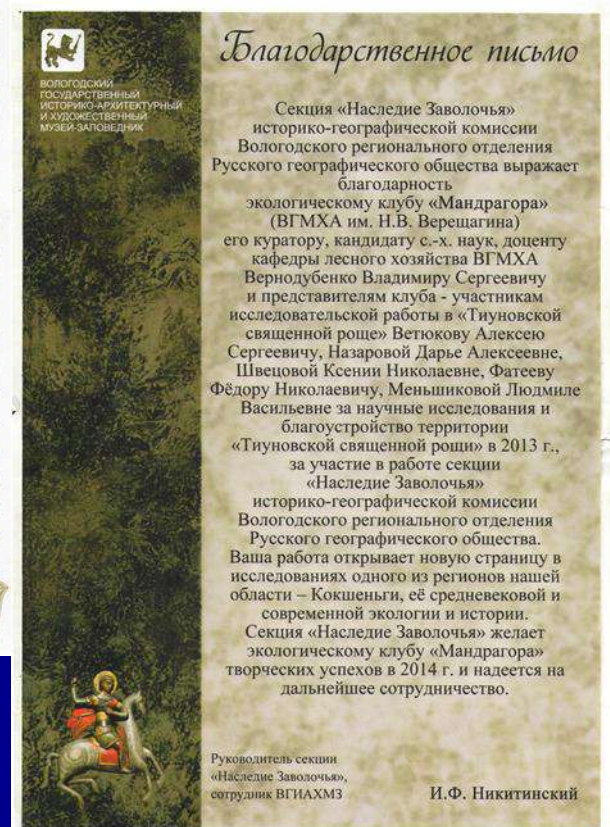 ВОЛОГОДСКИЙ
ГОСУДАРСТВЕННЫЙ
ИСТОРИКО-АРХИТЕКТУРНЫЙ
И ХУДОЖЕСТВЕННЫЙ
МУЗЕЙ-ЗАПОВЕДНИК
Благодарственное письмо
Секция «Наследие Заволочья»
историко-географической комиссии
Вологодского регионального отделения
Русского географического общества выражает
благодарность
экологическому клубу «Мандрагора»
(ВГМХА им. Н.В. Верещагина)
его куратору, кандидату с.-х. наук, доценту
кафедры лесного хозяйства ВГМХА
Вернодубенко Владимиру Сергеевичу
и представителям клуба - участникам
исследовательской работы в «Тиуновской
священной роще» Ветюкову Алексею
Сергеевичу, Назаровой Дарье Алексеевне,
Швецовой Ксении Николаевне, Фатееву
Фёдору Николаевичу, Меньшиковой Людмиле
Васильевне за научные исследования и
благоустройство территории
«Тиуновской священной рощи» в 2013 г.,
за участие в работе секции
«Наследие Заволочья»
историко-географической комиссии
Вологодского регионального отделения
Русского географического общества.
Ваша работа открывает новую страницу в
исследованиях одного из регионов нашей
области – Кокшеньги, её средневековой и
современной экологии и истории.
Секция «Наследие Заволочья» желает
экологическому клубу «Мандрагора»
творческих успехов в 2014 г. и надеется на
дальнейшее сотрудничество.
Руководитель секции
«Наследие Заволочья»,
сотрудник ВГИАХМЗ
И.Ф. Никитинский